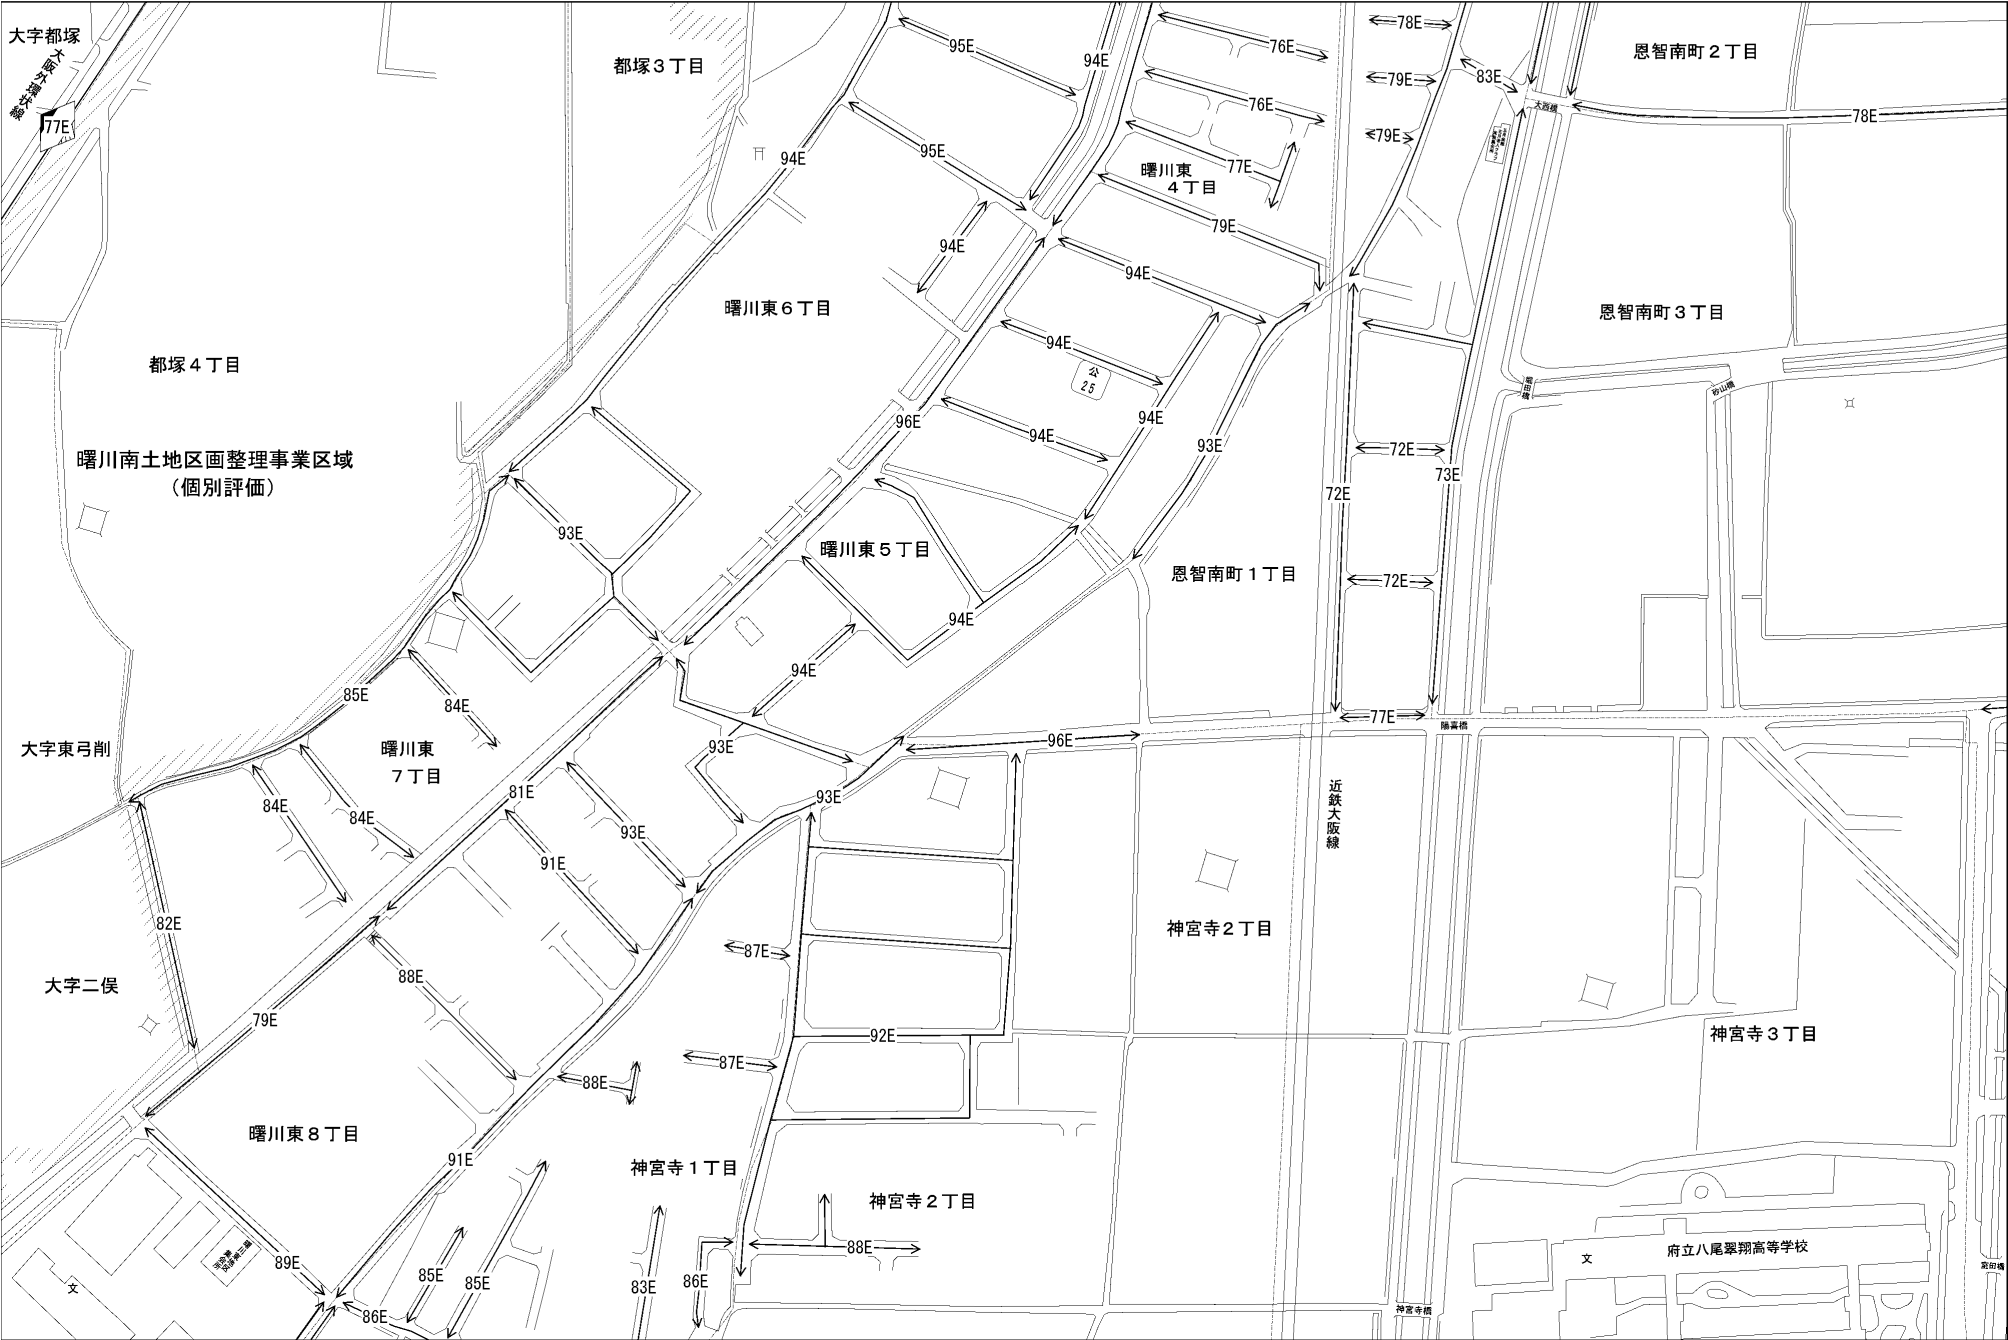 大字都塚
大阪外環状線
77E
都塚３丁目
95E
94E
76E
78E
83E
恩智南町２丁目
79E
76E
大西橋
78E
95E
94E
79E
77E
曙川東
４丁目
79E
94E
94E
曙川東６丁目
恩智南町３丁目
94E
都塚４丁目
公
25
堀田橋
砂山橋
96E
94E
94E
93E
72E
73E
曙川南土地区画整理事業区域
（個別評価）
72E
93E
曙川東５丁目
恩智南町１丁目
72E
94E
94E
85E
84E
77E
陽喜橋
大字東弓削
曙川東
７丁目
93E
96E
81E
93E
近鉄大阪線
84E
84E
93E
91E
82E
神宮寺２丁目
87E
88E
大字二俣
79E
92E
神宮寺３丁目
87E
88E
曙川東８丁目
91E
神宮寺１丁目
神宮寺２丁目
88E
府立八尾翠翔高等学校
文
89E
85E
85E
83E
86E
文
86E
神宮寺橋